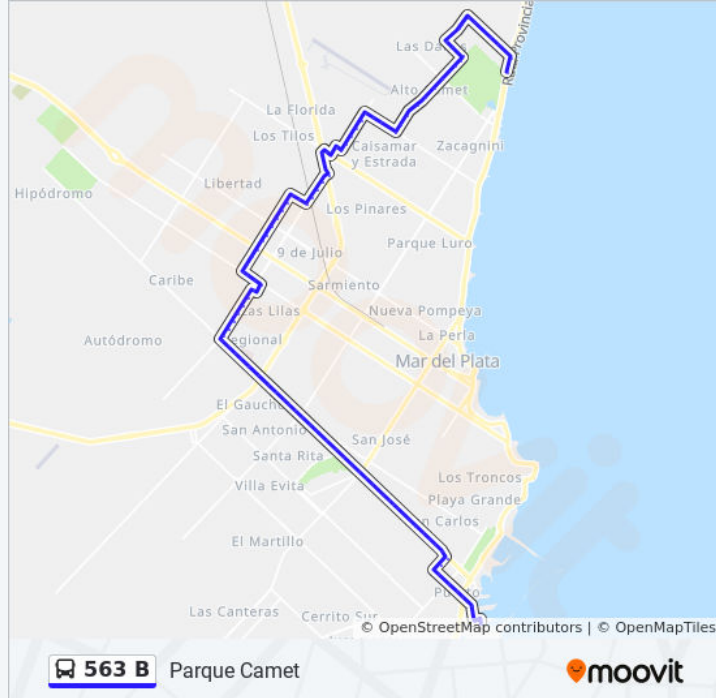 Las Da
Ruta Provincia
Alto Camet
La Florida
Los Tilos
Caisamar
y Estrada
Zacagnini
Libertad
Hipódromo
Los Pinares
Parque Luro
9 de Julio
Caribe
Sarmiento
Las Lilas
Nueva Pompeya
La Perla
Autódromo
Regional
Mar del Plata
El Gaucho
San Antonio
San José
Santa Rita
Villa Evita
Los Troncos
Playa Grande
n Carlos
El Martillo
Puerto
Las Canteras
Cerrito Sur
© OpenStreetMap contributors | © OpenMapTiles
563 B
Parque Camet
moovit